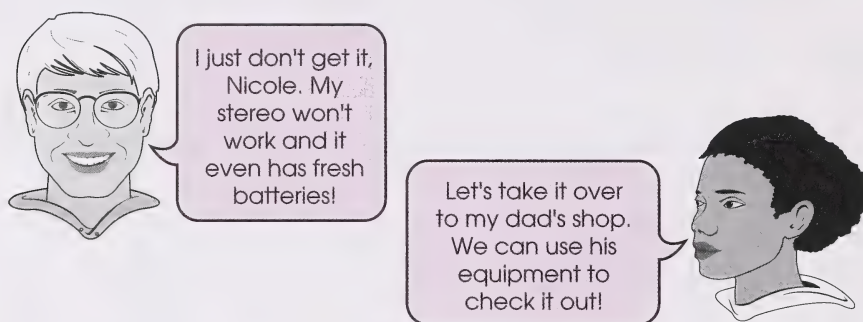 I just don't get it,
Nicole. My
stereo won't
work and it
even has fresh
batteries!
Let's take it over
to my dad's shop.
We can use his
equipment to
check it out!